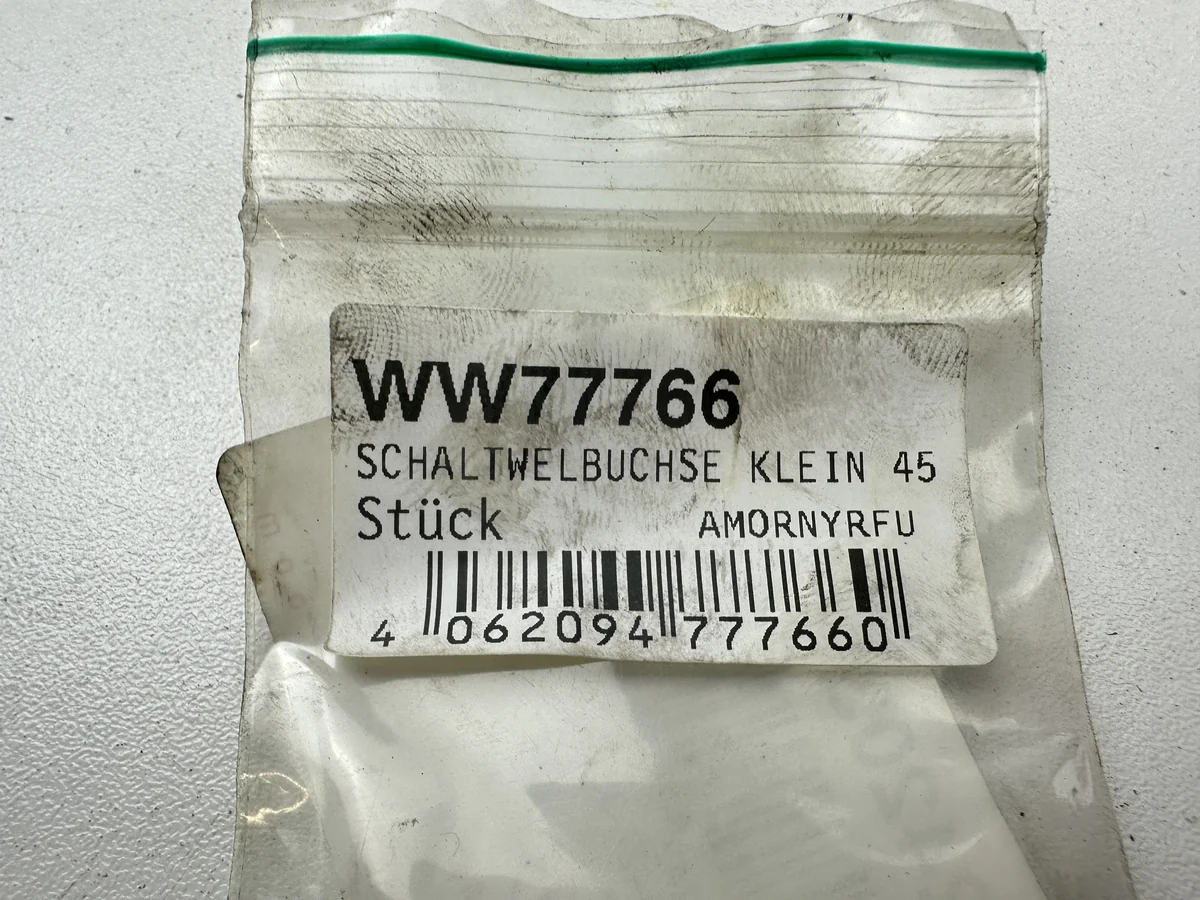 WW77766
SCHALTWELBUCHSE KLEIN 45
Stück AMORNYRFU
4 062094 777660